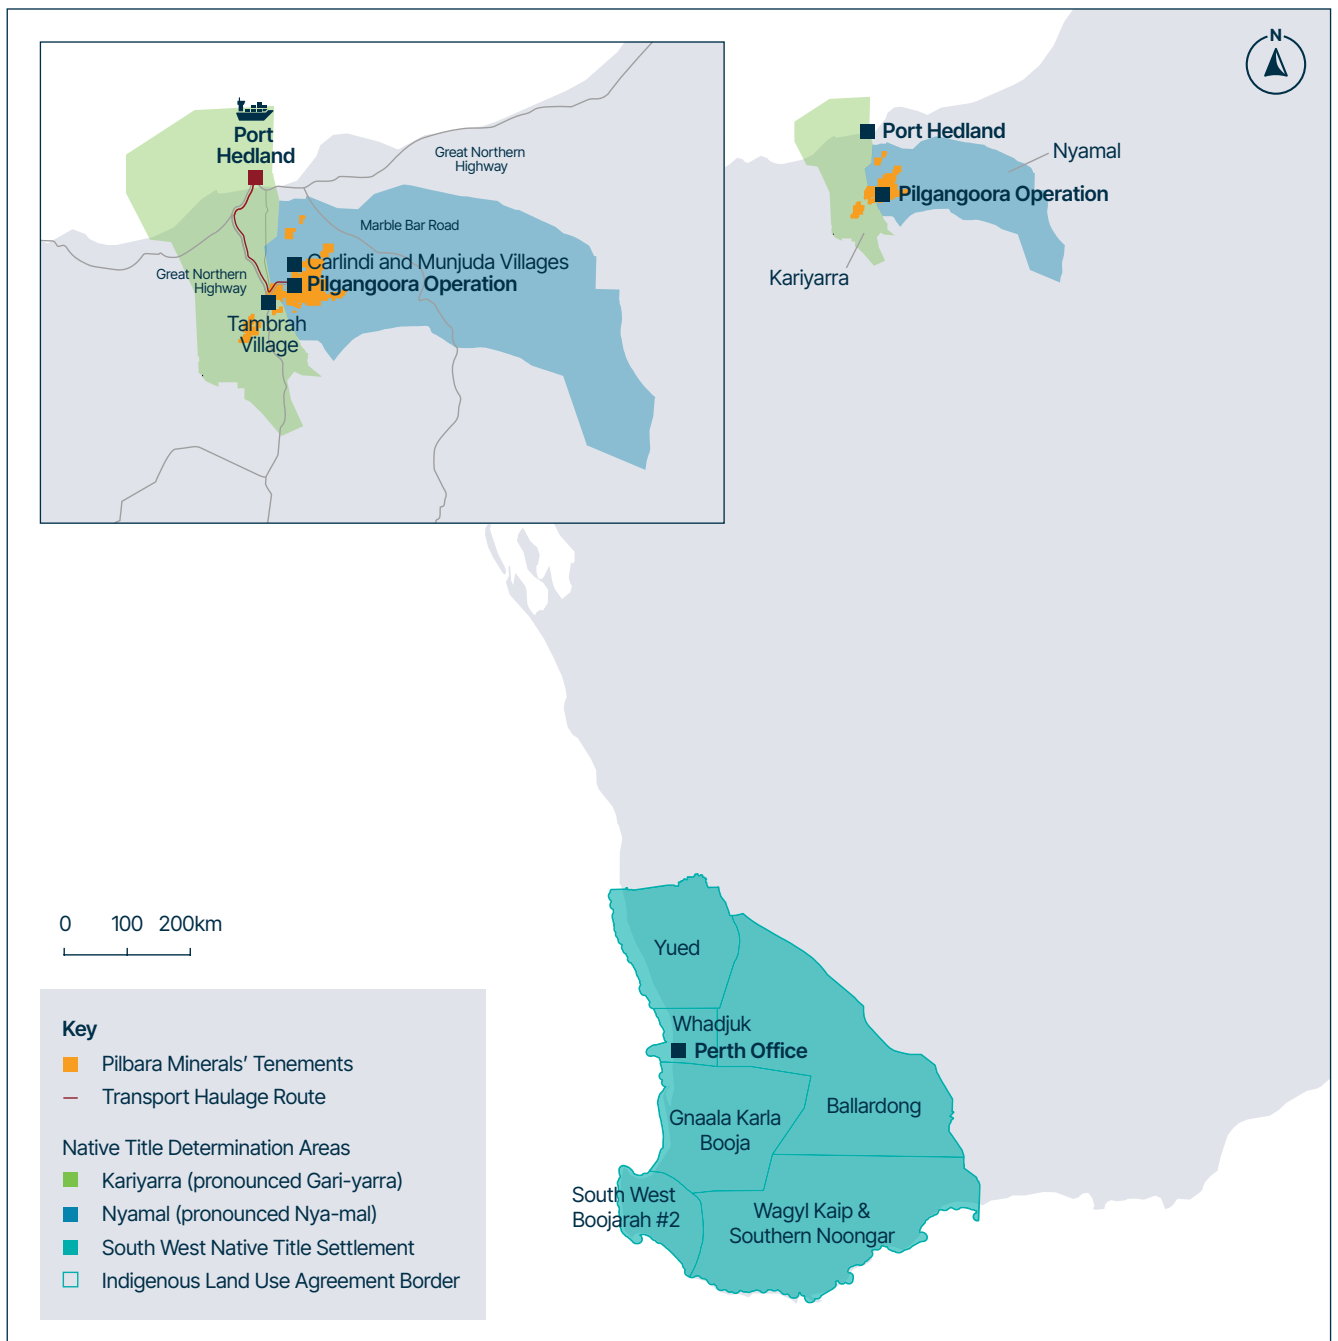 N
Port
Hedland
Great Northern
Highway
Marble Bar Road
Carlindi and Munjuda Villages
Great Northern
Highway
Pilgangoora Operation
Tambrah
Village
Port Hedland
Nyamal
Pilgangoora Operation
Kariyarra
0 100 200km
Yued
Whadjuk
Perth Office
Ballardong
Gnaala Karla
Booja
South West
Boojarah #2
Wagyl Kaip &
Southern Noongar
Key
Pilbara Minerals’ Tenements
Transport Haulage Route
Native Title Determination Areas
Kariyarra (pronounced Gari-yarra)
Nyamal (pronounced Nya-mal)
South West Native Title Settlement
Indigenous Land Use Agreement Border